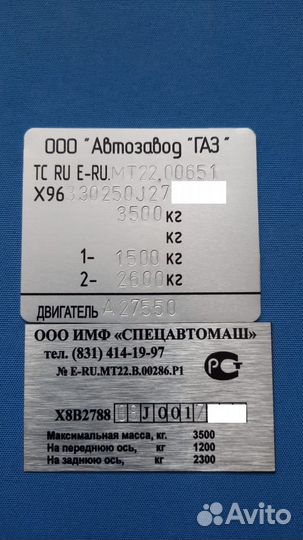 ООО "Автозавод "ГАЗ"
ТС RU E-RU.МТ22.00651
X96330250J27
3500 кг
кг
1- 1500 кг
2- 2600 кг
ДВИГАТЕЛЬ А27550
ООО ИМФ «СПЕЦАВТОМАШ»
тел. (831) 414-19-97
№ E-RU.MT22.B.00286.P1
X8B2788 J001
Максимальная масса, кг. 3500
На переднюю ось, кг 1200
На заднюю ось, кг 2300
Avito